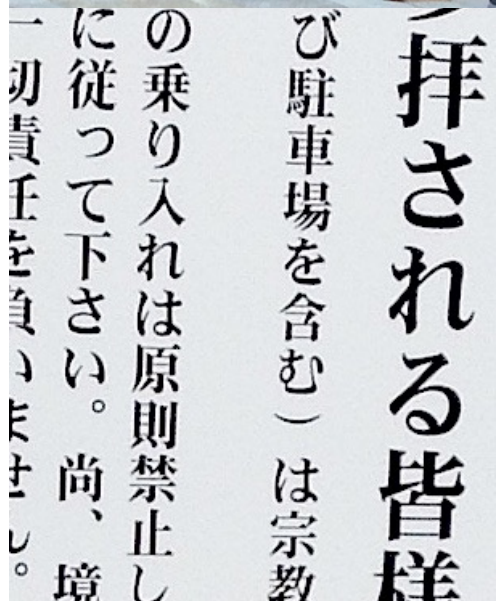 拝される皆様
び駐車場を含む）は宗教
の乗り入れは原則禁止し
に従って下さい。尚、境
一切責任を負いません。